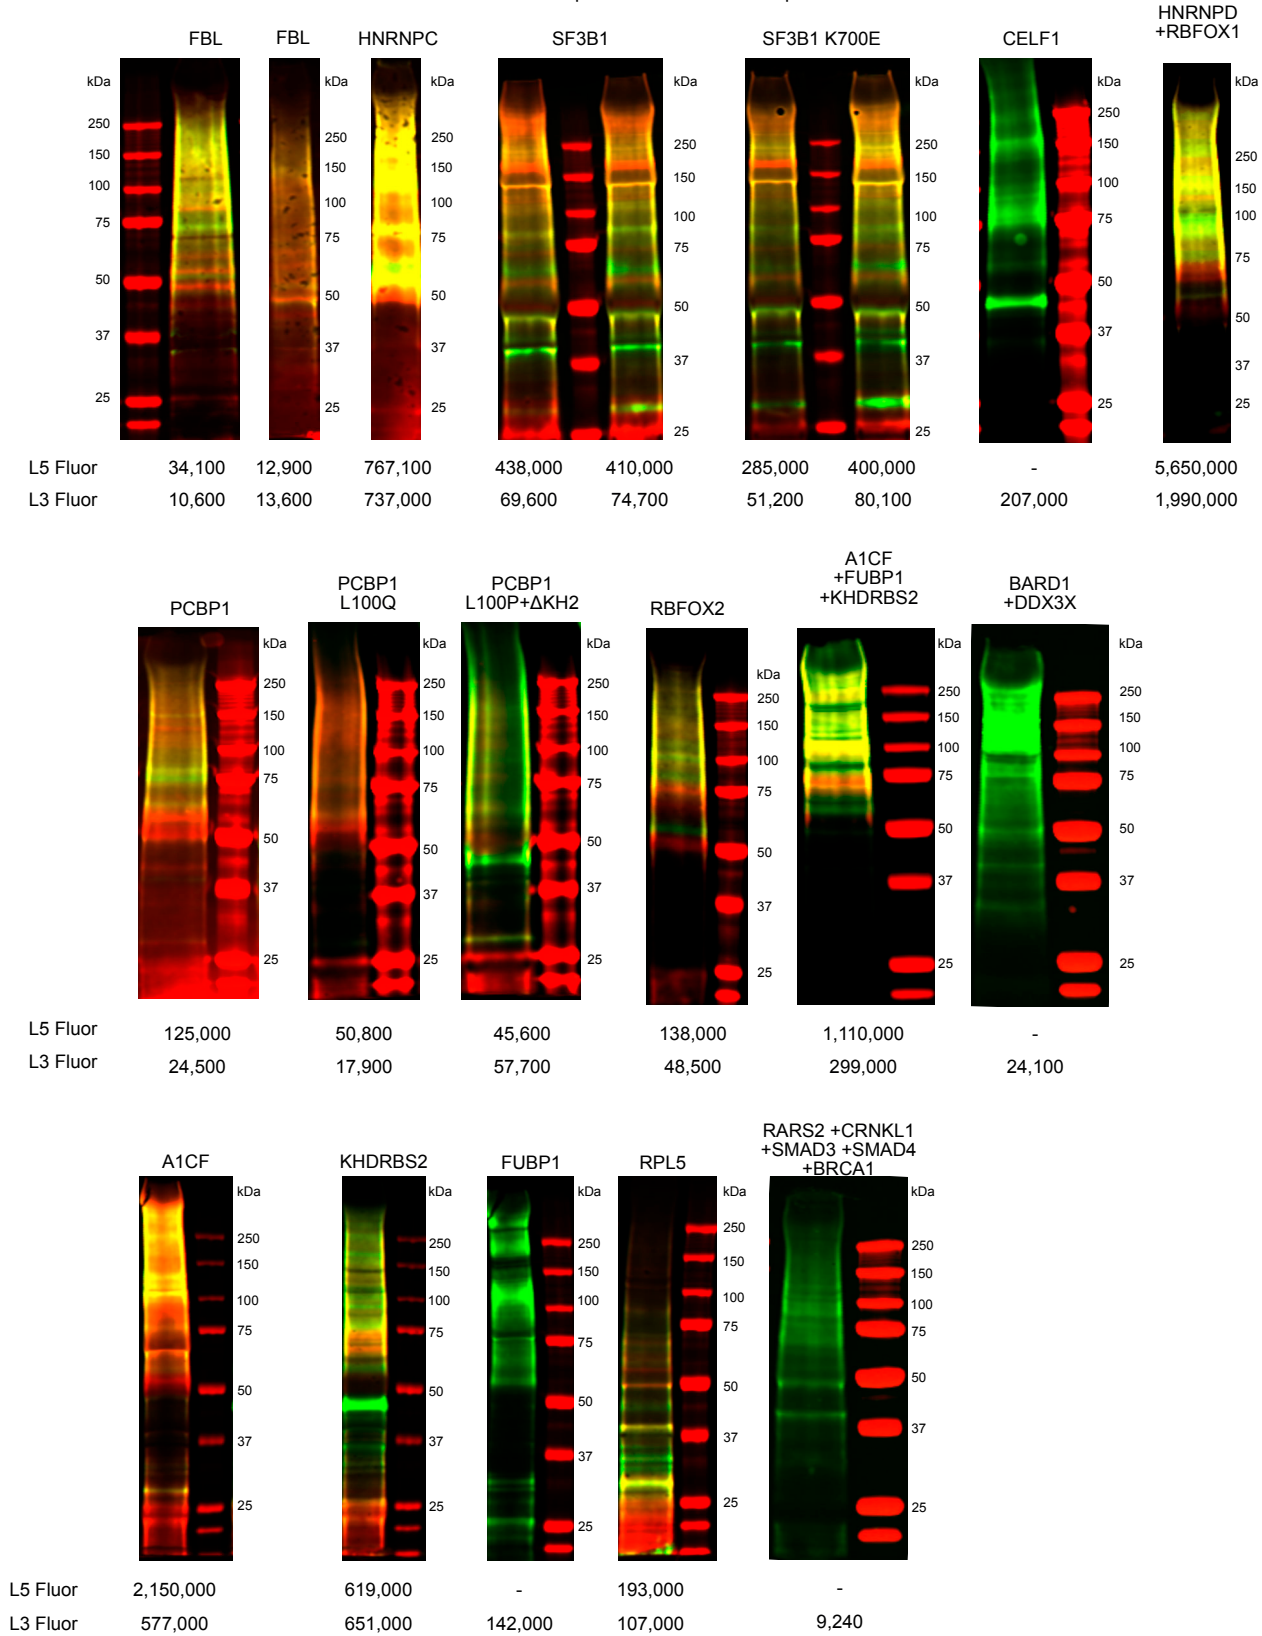 HNRNPD
+RBFOX1
FBL FBL HNRNPC SF3B1 SF3B1 K700E CELF1
kDa kDa kDa kDa kDa kDa kDa
250 250 250 250 250 250 250
150 150 150 150 150 150 150
100 100 100 100 100 100 100
75 75 75 75 75 75 75
50 50 50 50 50 50 50
37 37 37 37 37 37 37
25 25 25 25 25 25 25
L5 Fluor 34,100 12,900 767,100 438,000 410,000 285,000 400,000 - 5,650,000
L3 Fluor 10,600 13,600 737,000 69,600 74,700 51,200 80,100 207,000 1,990,000
PCBP1
PCBP1
L100Q
PCBP1
L100P+ΔKH2
RBFOX2
A1CF
+FUBP1
+KHDRBS2
BARD1
+DDX3X
kDa kDa kDa kDa kDa kDa
250 250 250 250 250 250
150 150 150 150 150 150
100 100 100 100 100 100
75 75 75 75 75 75
50 50 50 50 50 50
37 37 37 37 37 37
25 25 25 25 25 25
L5 Fluor 125,000 50,800 45,600 138,000 1,110,000 -
L3 Fluor 24,500 17,900 57,700 48,500 299,000 24,100
A1CF KHDRBS2 FUBP1 RPL5
RARS2 +CRNKL1
+SMAD3 +SMAD4
+BRCA1
kDa kDa kDa kDa kDa
250 250 250 250 250
150 150 150 150 150
100 100 100 100 100
75 75 75 75 75
50 50 50 50 50
37 37 37 37 37
25 25 25 25 25
L5 Fluor 2,150,000 619,000 - 193,000 -
L3 Fluor 577,000 651,000 142,000 107,000 9,240